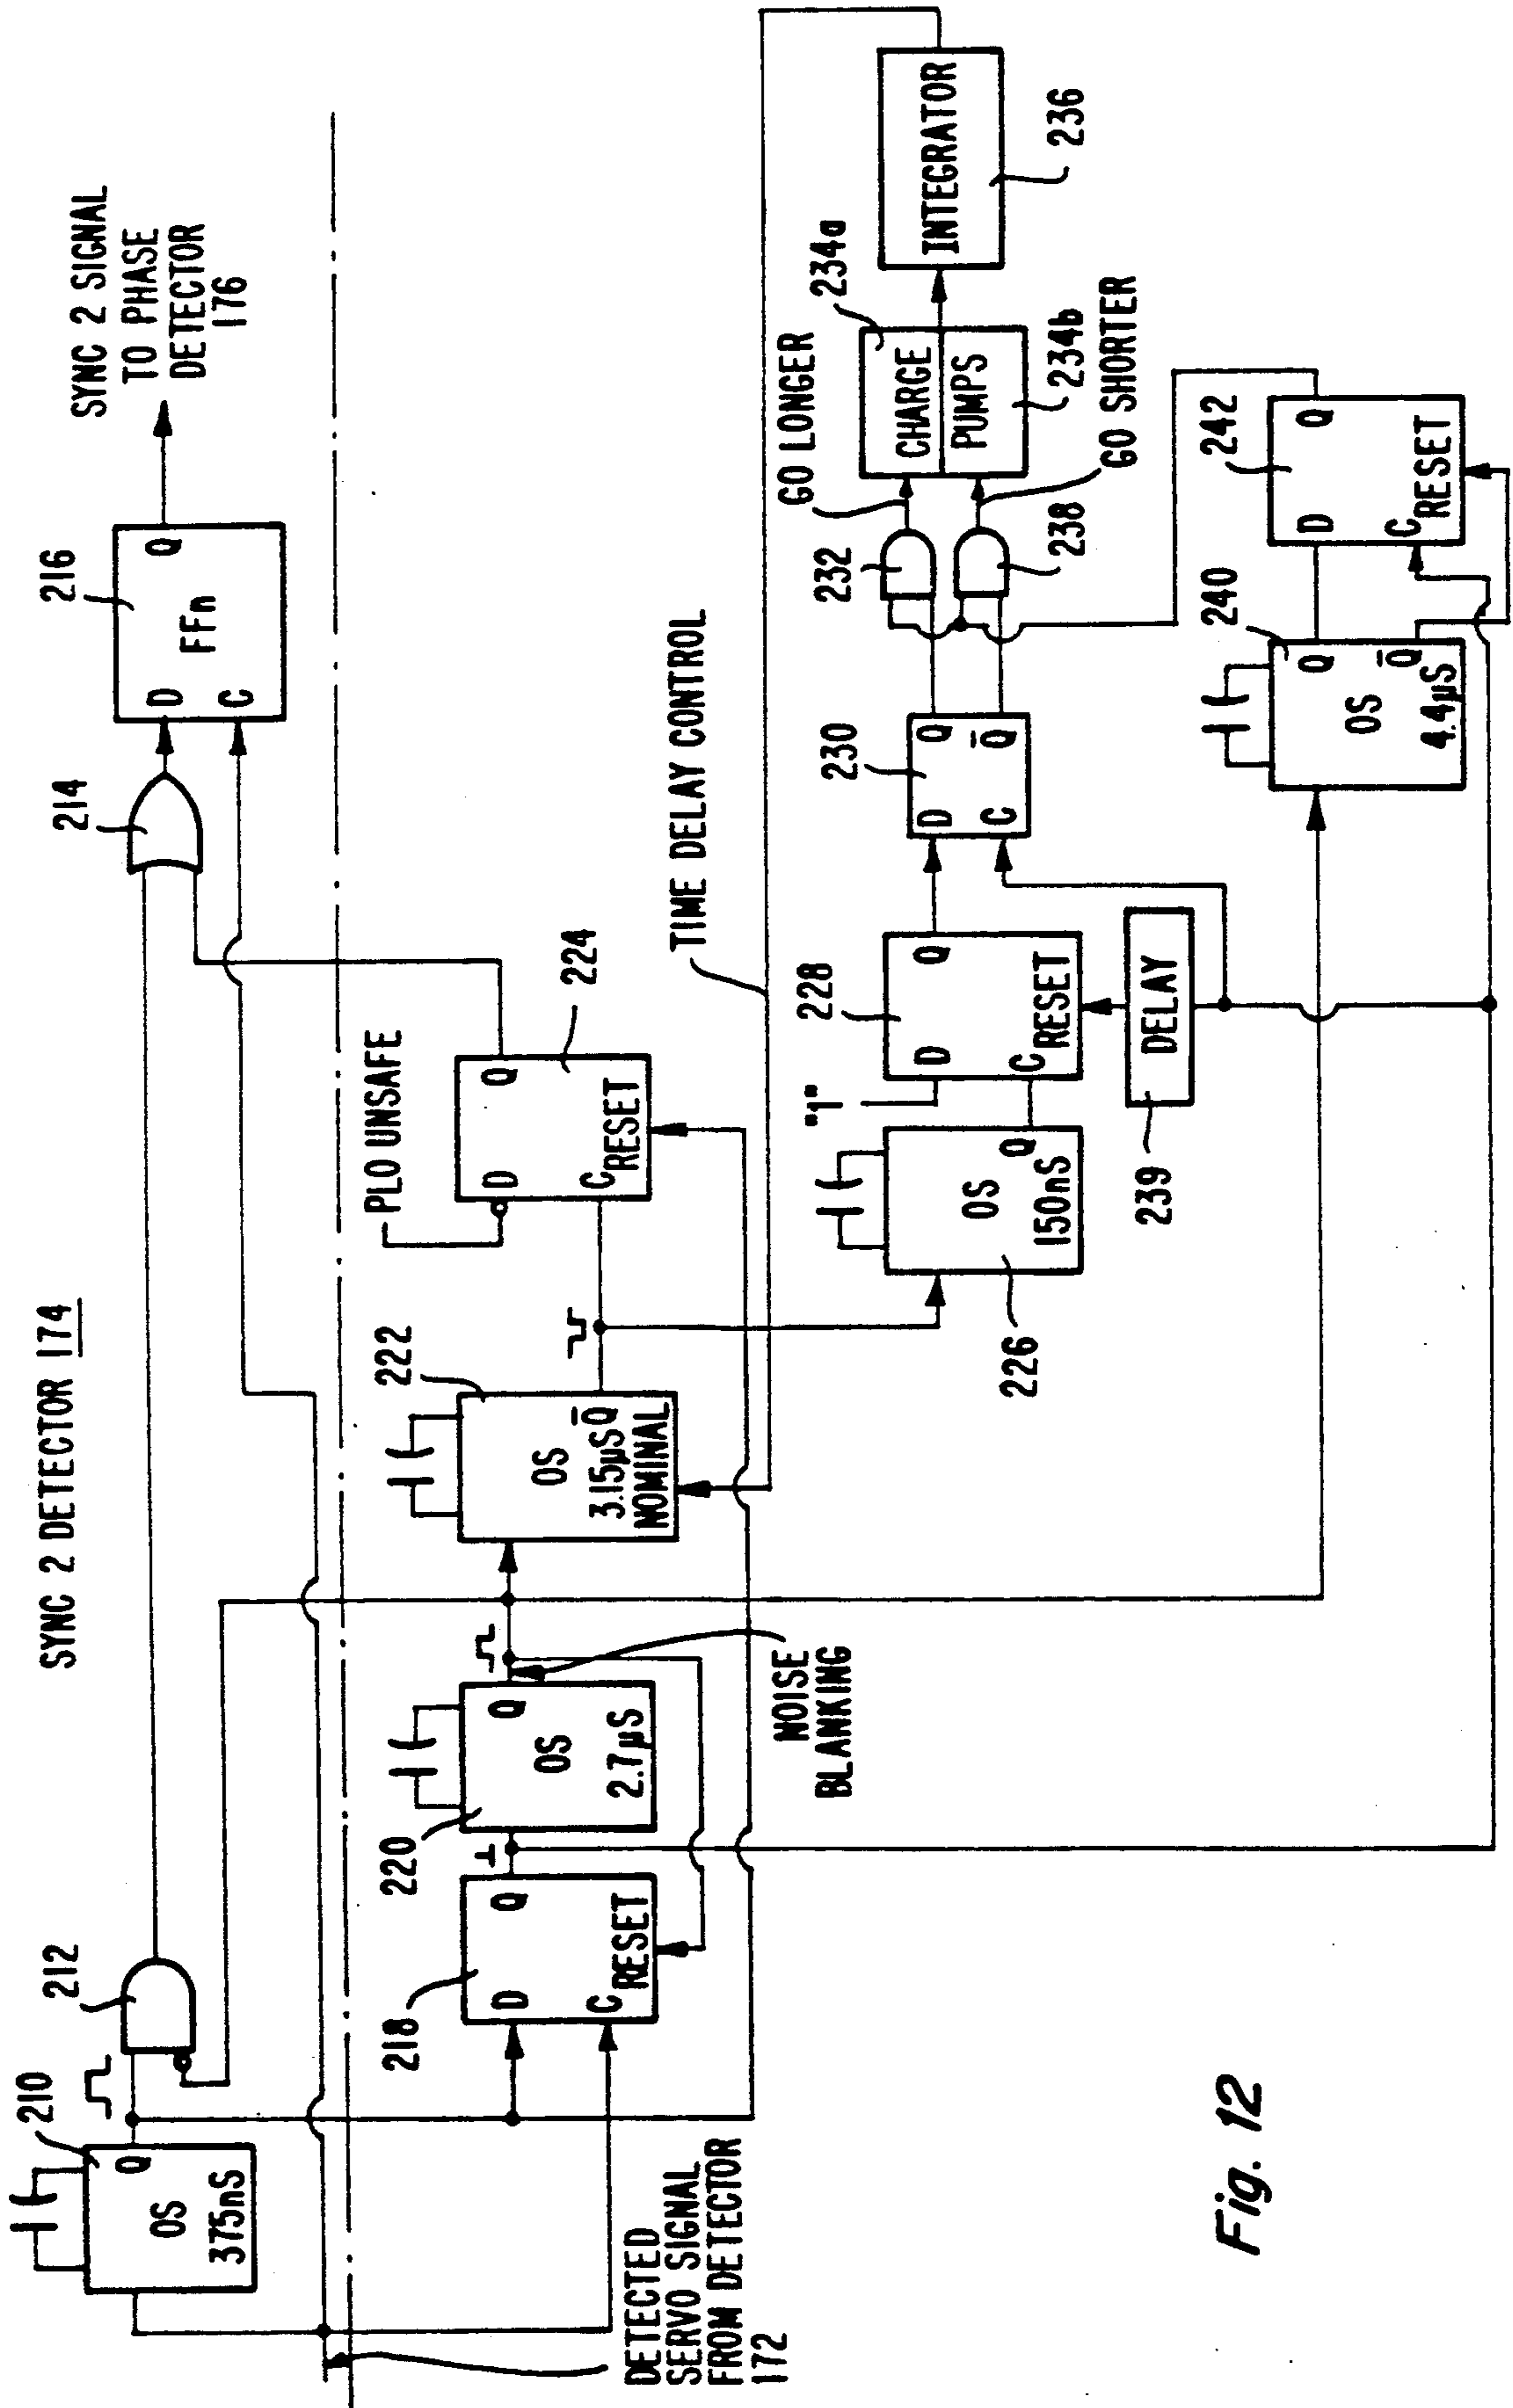 SYNC 2 DETECTOR 174
210
OS
375nS
Q
212
214
216
D
C
FFn
Q
SYNC 2 SIGNAL
TO PHASE
DETECTOR
176
DETECTED
SERVO SIGNAL
FROM DETECTOR
172
218
D
C
RESET
Q
220
OS
2.7µS
Q
NOISE
BLANKING
222
OS
3.15µS Q̅
NOMINAL
PLO UNSAFE
224
D
C
RESET
Q
TIME DELAY CONTROL
226
OS
150nS
Q
"1"
228
D
C
RESET
Q
239
DELAY
230
D
C
Q
Q̅
232
238
GO LONGER
GO SHORTER
234a
CHARGE
PUMPS
234b
INTEGRATOR
236
240
OS
4.4µS
Q
Q̅
242
D
C
RESET
Q
Fig. 12